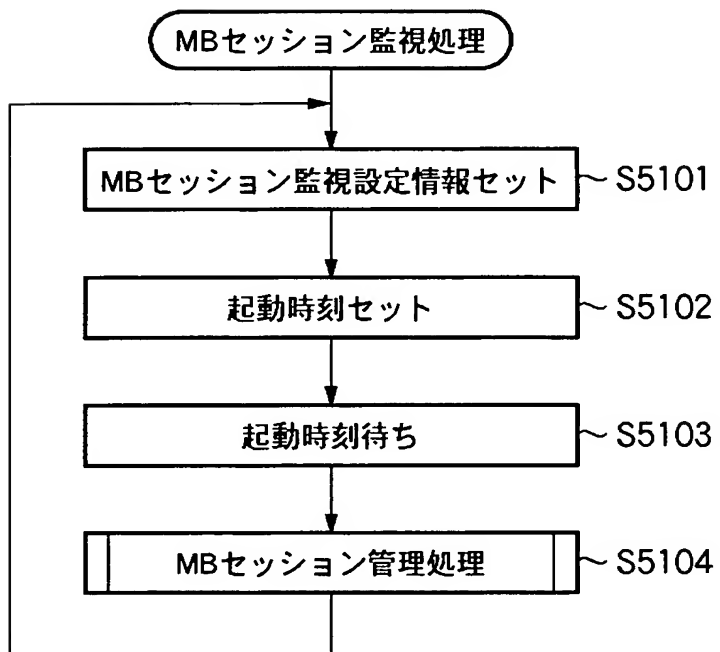 MBセッション監視処理
MBセッション監視設定情報セット ~ S5101
起動時刻セット ~ S5102
起動時刻待ち ~ S5103
MBセッション管理処理 ~ S5104